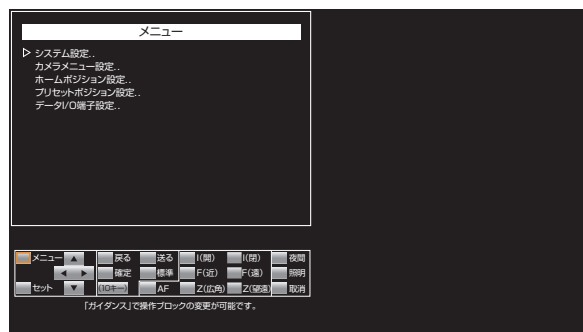 メニュー
システム設定..
カメラメニュー設定..
ホームポジション設定..
プリセットポジション設定..
データI/O端子設定..
メニュー ▲ 戻る 送る I(開) I(閉) 夜間
◀ ▶ 確定 標準 F(近) F(遠) 照明
セット ▼ (10キー) AF Z(広角) Z(望遠) 取消
「ガイダンス」で操作ブロックの変更が可能です。